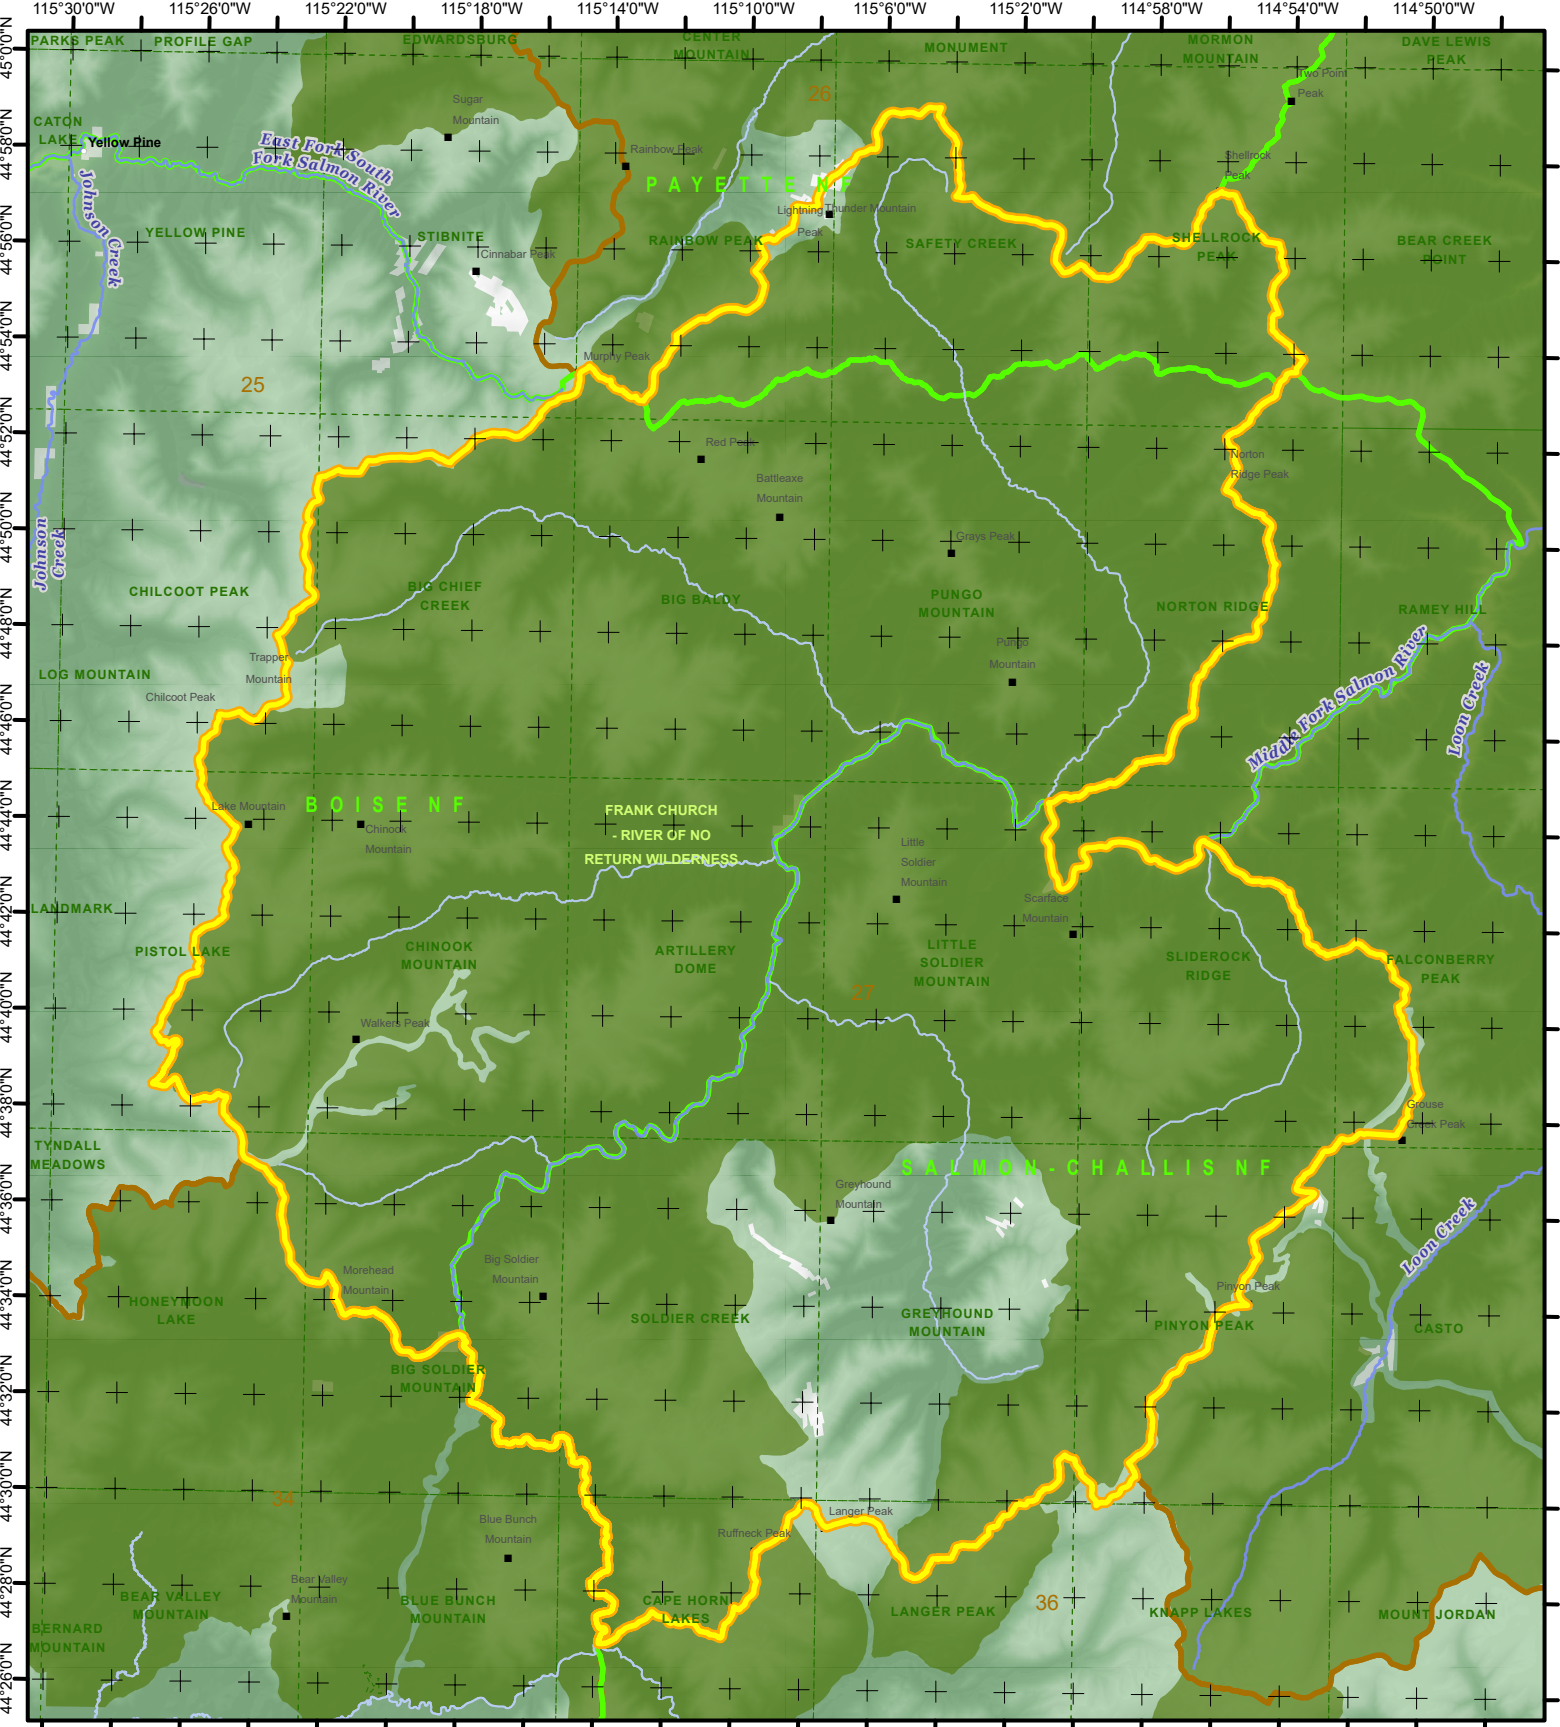 115°30'0"W
115°26'0"W
115°22'0"W
115°18'0"W
115°14'0"W
115°10'0"W
115°6'0"W
115°2'0"W
114°58'0"W
114°54'0"W
114°50'0"W
45°0'0"N
44°58'0"N
44°56'0"N
44°54'0"N
44°52'0"N
44°50'0"N
44°48'0"N
44°46'0"N
44°44'0"N
44°42'0"N
44°40'0"N
44°38'0"N
44°36'0"N
44°34'0"N
44°32'0"N
44°30'0"N
44°28'0"N
44°26'0"N
PARKS PEAK
PROFILE GAP
EDWARDSBURG
CENTER
MOUNTAIN
MONUMENT
MORMON
MOUNTAIN
DAVE LEWIS
PEAK
Two Point
Peak
26
Sugar
Mountain
CATON
LAKE
Yellow Pine
East Fork South
Fork Salmon River
Rainbow Peak
Shellrock
Peak
PAYETTE NF
Johnson Creek
Lightning
Peak
Thunder Mountain
YELLOW PINE
STIBNITE
RAINBOW PEAK
SAFETY CREEK
SHELLROCK
PEAK
BEAR CREEK
POINT
Cinnabar Peak
Murphy Peak
25
Red Peak
Norton
Ridge Peak
Battleaxe
Mountain
Grays Peak
Johnson
Creek
CHILCOOT PEAK
BIG CHIEF
CREEK
BIG BALDY
PUNGO
MOUNTAIN
NORTON RIDGE
RAMEY HILL
Pungo
Mountain
Trapper
Mountain
LOG MOUNTAIN
Chilcoot Peak
Middle Fork Salmon River
Loon Creek
Lake Mountain
BOISE NF
FRANK CHURCH
- RIVER OF NO
RETURN WILDERNESS
Chinook
Mountain
Little
Soldier
Mountain
Scarface
Mountain
LANDMARK
PISTOL LAKE
CHINOOK
MOUNTAIN
ARTILLERY
DOME
LITTLE
SOLDIER
MOUNTAIN
SLIDEROCK
RIDGE
FALCONBERRY
PEAK
27
Walkers Peak
Grouse
Creek Peak
TYNDALL
MEADOWS
SALMON-CHALLIS NF
Greyhound
Mountain
Loon Creek
Big Soldier
Mountain
Morehead
Mountain
Pinyon Peak
HONEYMOON
LAKE
SOLDIER CREEK
GREYHOUND
MOUNTAIN
PINYON PEAK
CASTO
BIG SOLDIER
MOUNTAIN
34
Blue Bunch
Mountain
Ruffneck Peak
Langer Peak
Bear Valley
Mountain
BEAR VALLEY
MOUNTAIN
BLUE BUNCH
MOUNTAIN
CAPE HORN
LAKES
LANGER PEAK
36
KNAPP LAKES
MOUNT JORDAN
BERNARD
MOUNTAIN